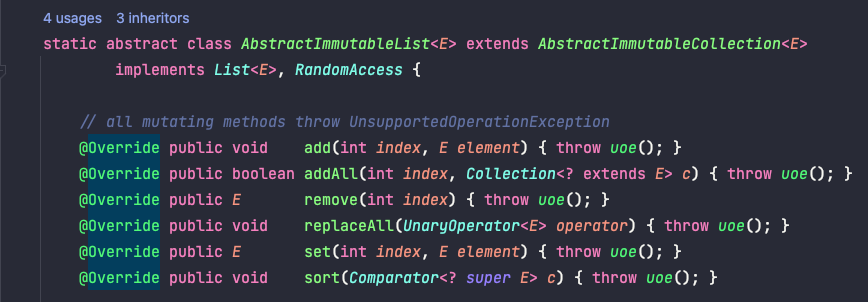 4 usages   3 inheritors
static abstract class AbstractImmutableList<E> extends AbstractImmutableCollection<E>
        implements List<E>, RandomAccess {
    // all mutating methods throw UnsupportedOperationException
    @Override public void    add(int index, E element) { throw uoe(); }
    @Override public boolean addAll(int index, Collection<? extends E> c) { throw uoe(); }
    @Override public E       remove(int index) { throw uoe(); }
    @Override public void    replaceAll(UnaryOperator<E> operator) { throw uoe(); }
    @Override public E       set(int index, E element) { throw uoe(); }
    @Override public void    sort(Comparator<? super E> c) { throw uoe(); }